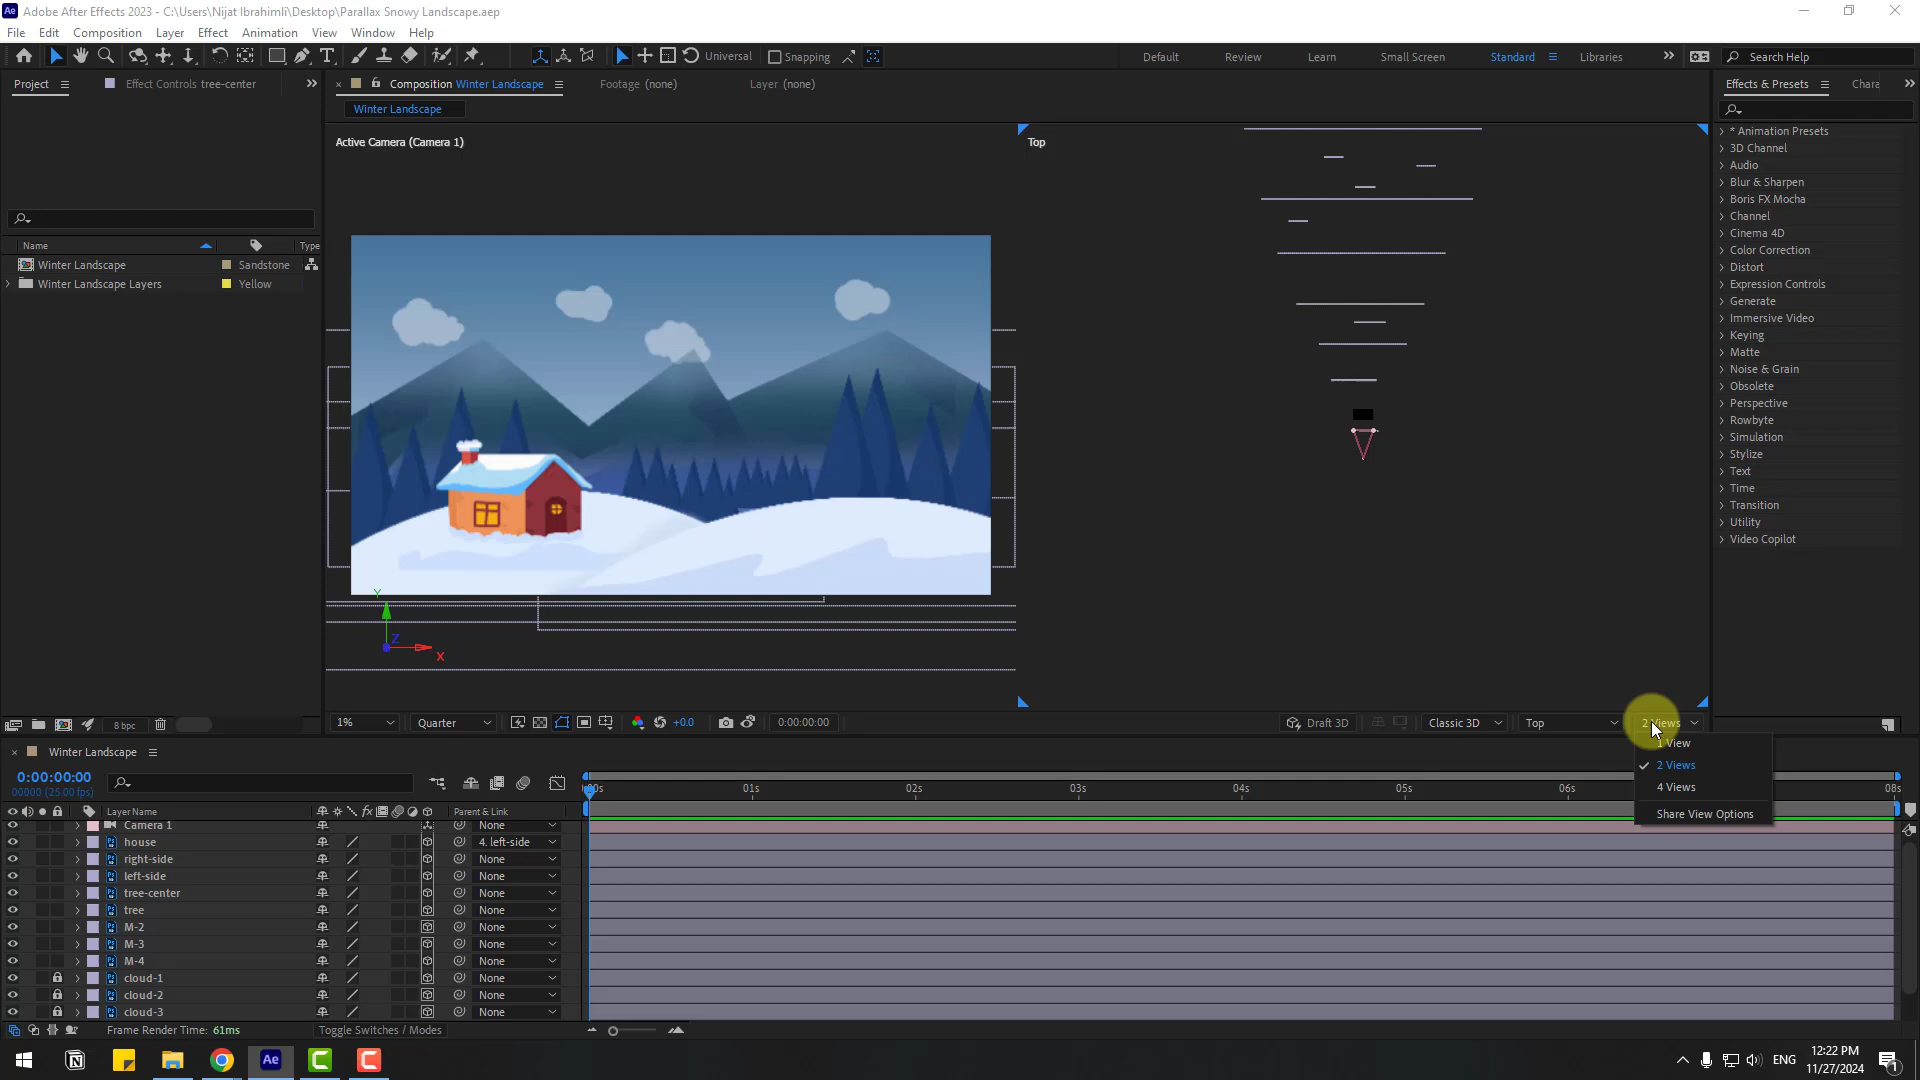 Adobe After Effects 2023 - C:\Users\Nijat Ibrahimli\Desktop\Parallax Snowy Landscape.aep
File Edit Composition Layer Effect Animation View Window Help
Universal Snapping Default Review Learn Small Screen Standard Libraries Search Help
Project Effect Controls tree-center Composition Winter Landscape Footage (none) Layer (none) Effects & Presets Chara
Winter Landscape
Active Camera (Camera 1) Top
* Animation Presets
3D Channel
Audio
Blur & Sharpen
Boris FX Mocha
Channel
Cinema 4D
Color Correction
Distort
Expression Controls
Generate
Immersive Video
Keying
Matte
Noise & Grain
Obsolete
Perspective
Rowbyte
Simulation
Stylize
Text
Time
Transition
Utility
Video Copilot
Name Type
Winter Landscape Sandstone
Winter Landscape Layers Yellow
Y
Z
X
8 bpc 1% Quarter +0.0 0:00:00:00 Draft 3D Classic 3D Top 2 Views
1 View
2 Views
4 Views
Share View Options
Winter Landscape
0:00:00:00
00000 (25.00 fps)
:00s 01s 02s 03s 04s 05s 06s 08s
Layer Name fx Parent & Link
Camera 1 None
house 4. left-side
right-side None
left-side None
tree-center None
tree None
M-2 None
M-3 None
M-4 None
cloud-1 None
cloud-2 None
cloud-3 None
Frame Render Time: 61ms Toggle Switches / Modes
Ae
ENG
12:22 PM
11/27/2024
1